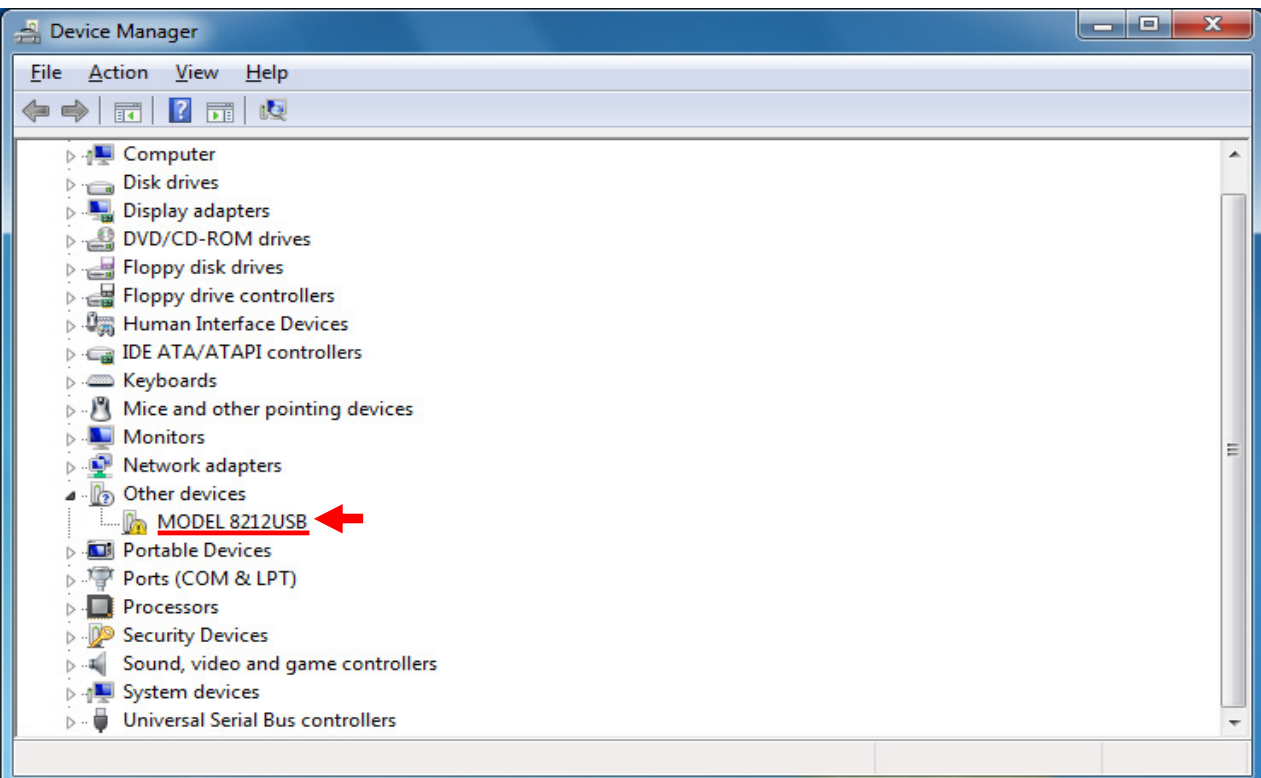 Device Manager
File Action View Help
Computer
Disk drives
Display adapters
DVD/CD-ROM drives
Floppy disk drives
Floppy drive controllers
Human Interface Devices
IDE ATA/ATAPI controllers
Keyboards
Mice and other pointing devices
Monitors
Network adapters
Other devices
MODEL 8212USB
Portable Devices
Ports (COM & LPT)
Processors
Security Devices
Sound, video and game controllers
System devices
Universal Serial Bus controllers